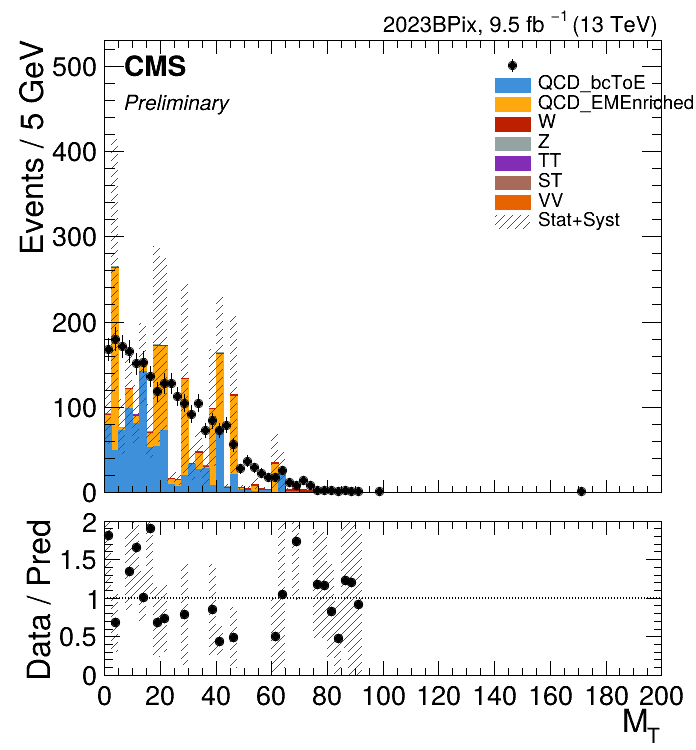 2023BPix, 9.5 fb⁻¹ (13 TeV)
Events / 5 GeV
CMS
Preliminary
QCD_bcToE
QCD_EMEnriched
W
Z
TT
ST
VV
Stat+Syst
500
400
300
200
100
0
Data / Pred
2
1.5
1
0.5
0
0 20 40 60 80 100 120 140 160 180 200
M_T